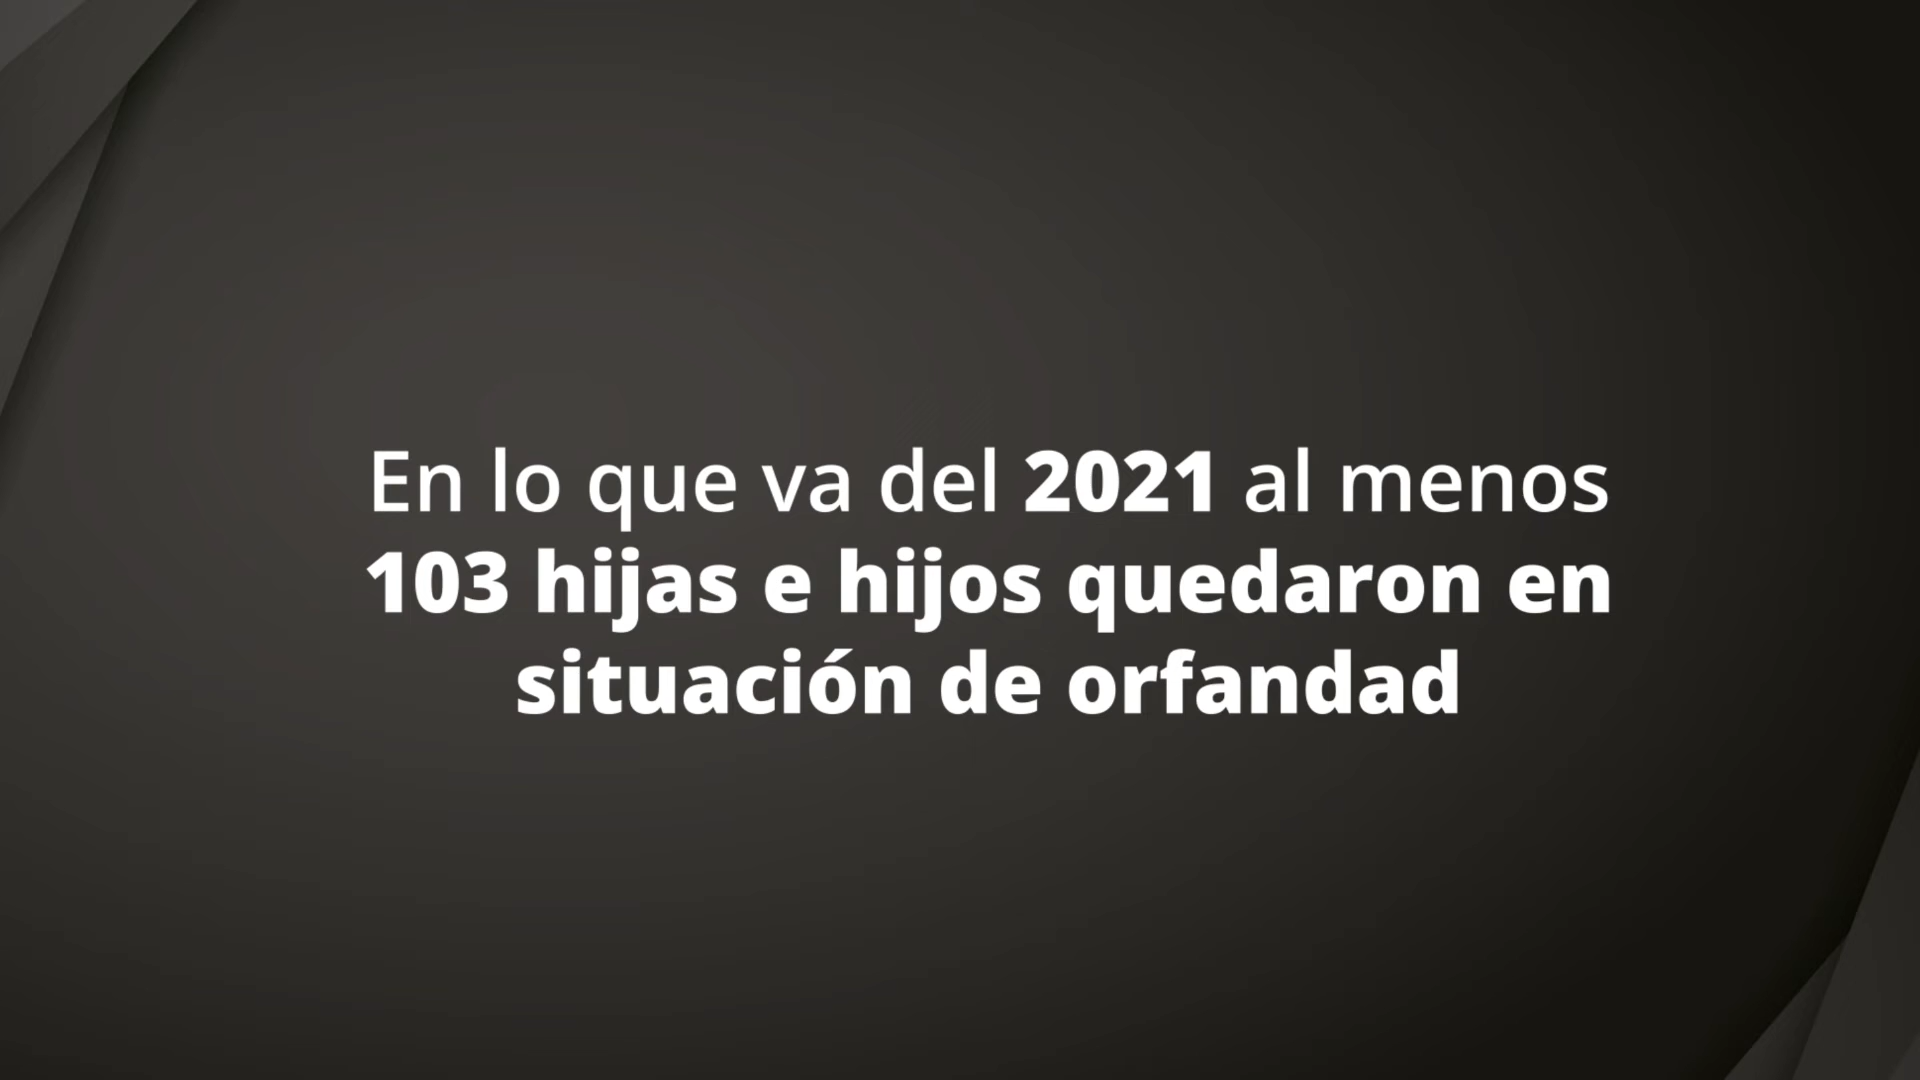 En lo que va del 2021 al menos
103 hijas e hijos quedaron en
situación de orfandad